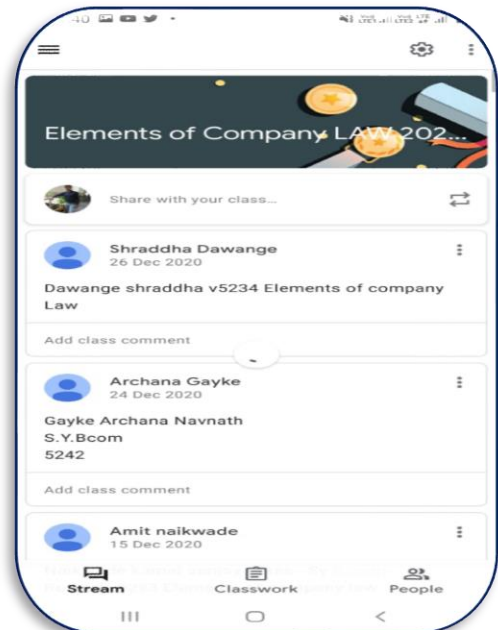 Elements of Company LAW 202...
Share with your class...
Shraddha Dawange
26 Dec 2020
Dawange shraddha v5234 Elements of company
Law
Add class comment
Archana Gayke
24 Dec 2020
Gayke Archana Navnath
S.Y.Bcom
5242
Add class comment
Amit naikwade
15 Dec 2020
Stream
Classwork
People